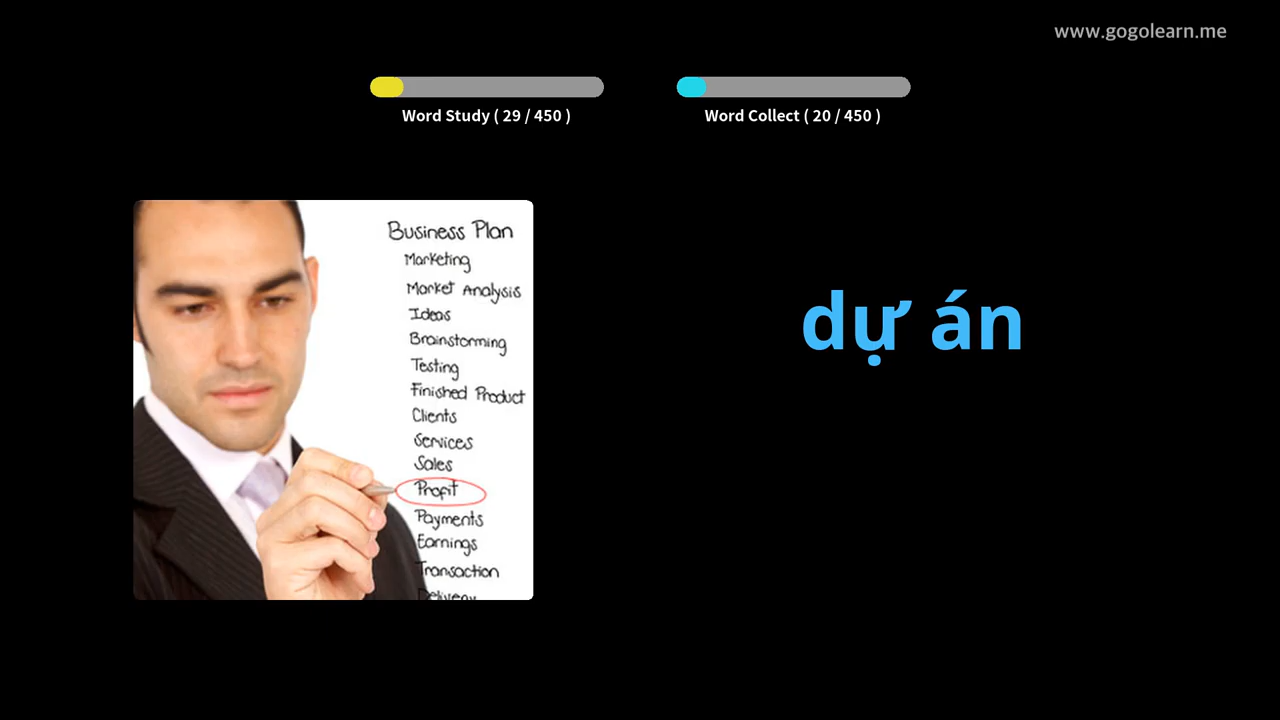 www.gogolearn.me
Word Study ( 29 / 450 )
Word Collect ( 20 / 450 )
Business Plan
Marketing
Market Analysis
Ideas
Brainstorming
Testing
Finished Product
Clients
Services
Sales
Profit
Payments
Earnings
Transaction
Delivery
dự án